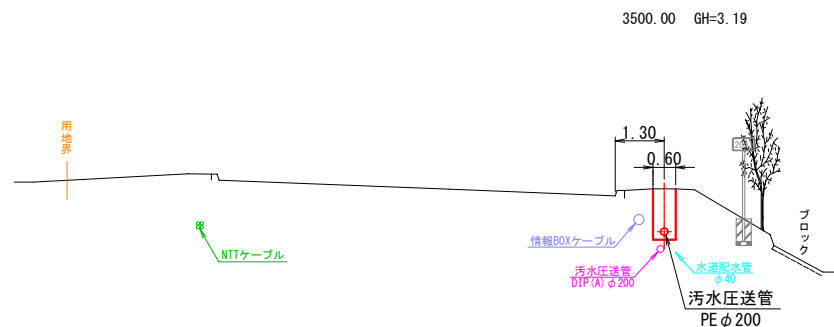 3500.00 GH=3.19
用地界
1.30
0.60
NTTケーブル
情報BOXケーブル
汚水圧送管
DIP(A)φ200
水道配水管
φ40
汚水圧送管
PEφ200
ブロック